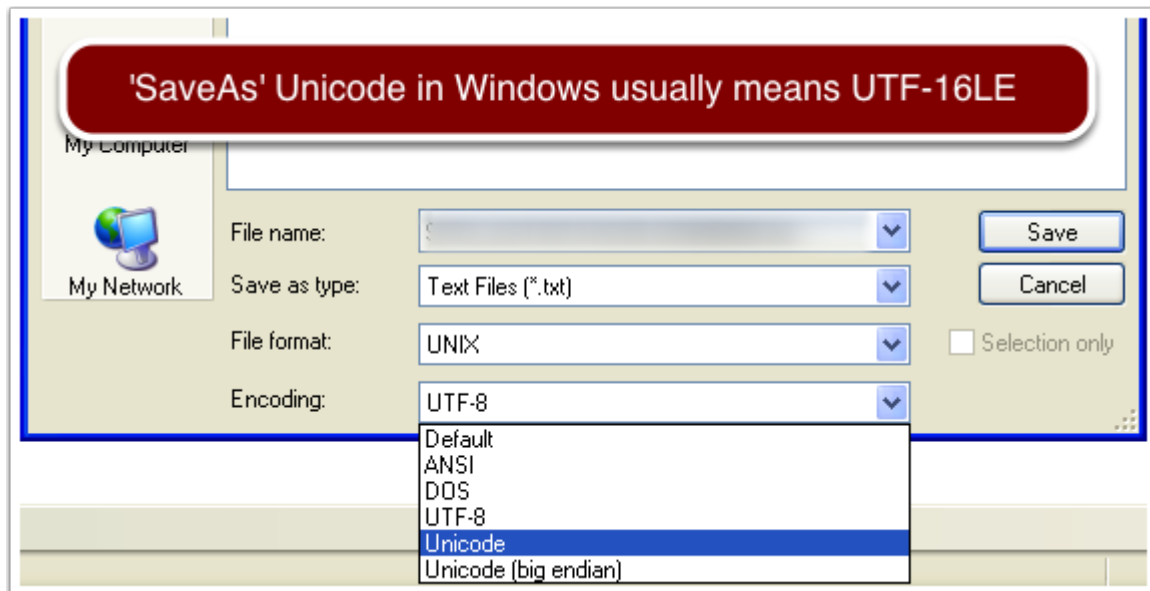 'SaveAs' Unicode in Windows usually means UTF-16LE
My Computer
File name:
Save
My Network
Save as type:
Text Files (*.txt)
Cancel
File format:
UNIX
Selection only
Encoding:
UTF-8
Default
ANSI
DOS
UTF-8
Unicode
Unicode (big endian)